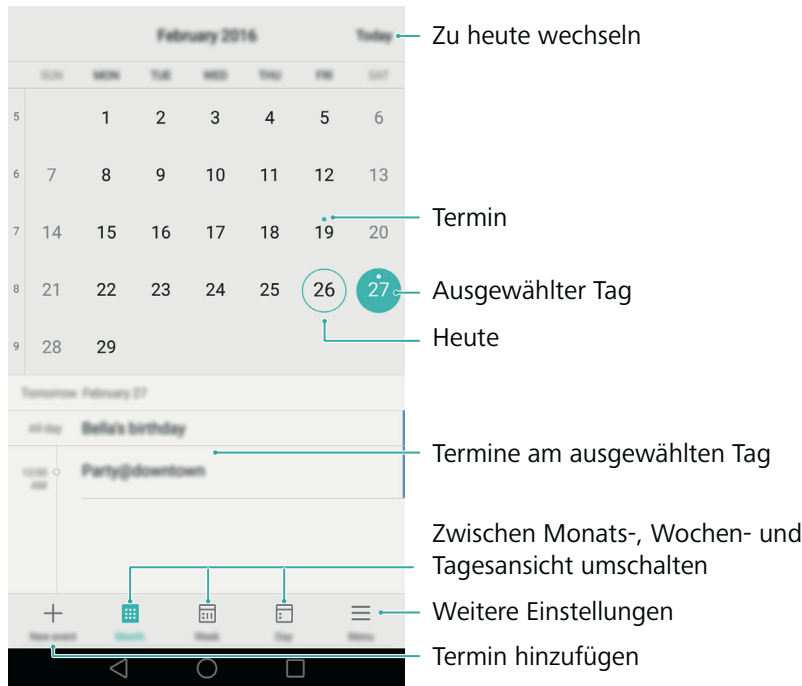 February 2016 Today
Zu heute wechseln
SUN MON TUE WED THU FRI SAT
5 1 2 3 4 5 6
6 7 8 9 10 11 12 13
Termin
7 14 15 16 17 18 19 20
8 21 22 23 24 25 26 27
Ausgewählter Tag
Heute
9 28 29
Tomorrow February 27
All-day Bella's birthday
Termine am ausgewählten Tag
12:00 Party@downtown
AM
Zwischen Monats-, Wochen- und
Tagesansicht umschalten
Weitere Einstellungen
New event Month Week Day Menu
Termin hinzufügen